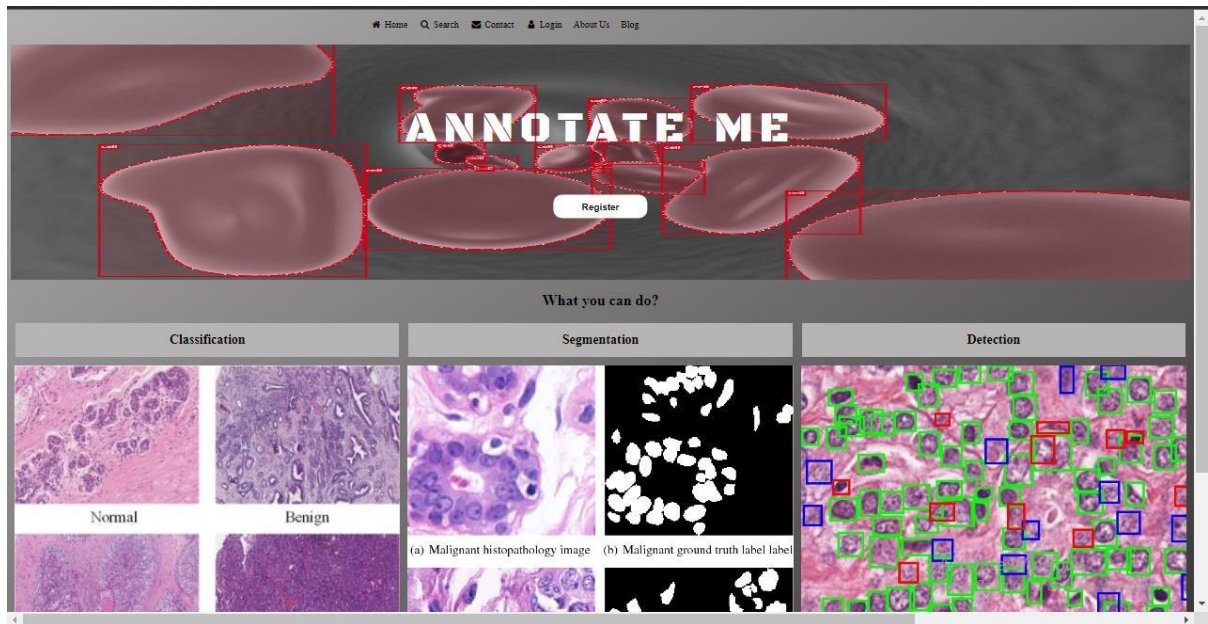 Home Search Contact Login About Us Blog
ANNOTATE ME
Register
What you can do?
Classification
Segmentation
Detection
Normal
Benign
(a) Malignant histopathology image
(b) Malignant ground truth label label